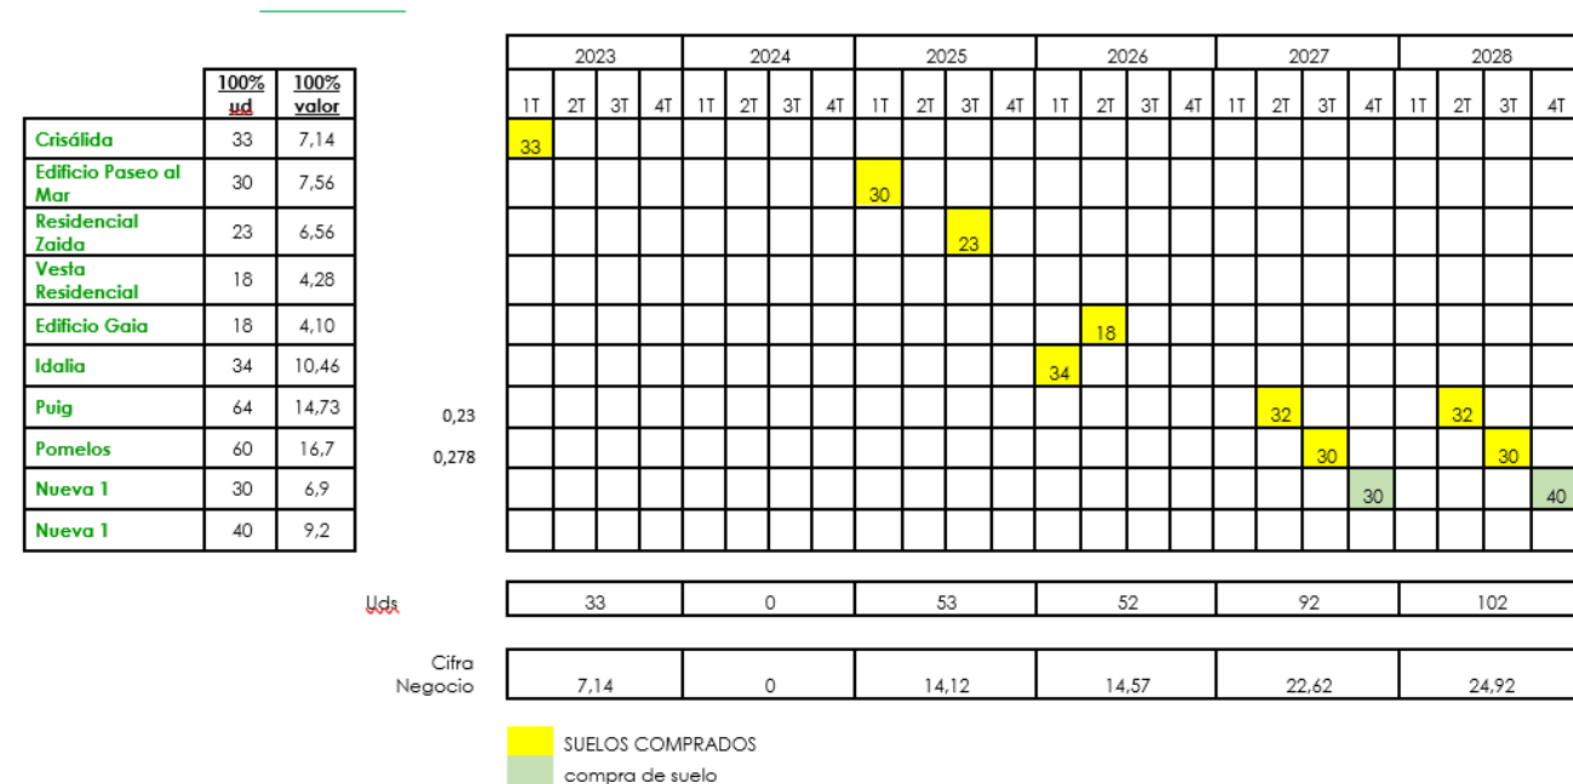 2023 2024 2025 2026 2027 2028
100% ud 100% valor 1T 2T 3T 4T 1T 2T 3T 4T 1T 2T 3T 4T 1T 2T 3T 4T 1T 2T 3T 4T 1T 2T 3T 4T
Crisálida 33 7,14 33
Edificio Paseo al
Mar 30 7,56 30
Residencial
Zaida 23 6,56 23
Vesta
Residencial 18 4,28
Edificio Gaia 18 4,10 18
Idalia 34 10,46 34
Puig 64 14,73 0,23 32 32
Pomelos 60 16,7 0,278 30 30
Nueva 1 30 6,9 30 40
Nueva 1 40 9,2
Uds 33 0 53 52 92 102
Cifra
Negocio 7,14 0 14,12 14,57 22,62 24,92
SUELOS COMPRADOS
compra de suelo